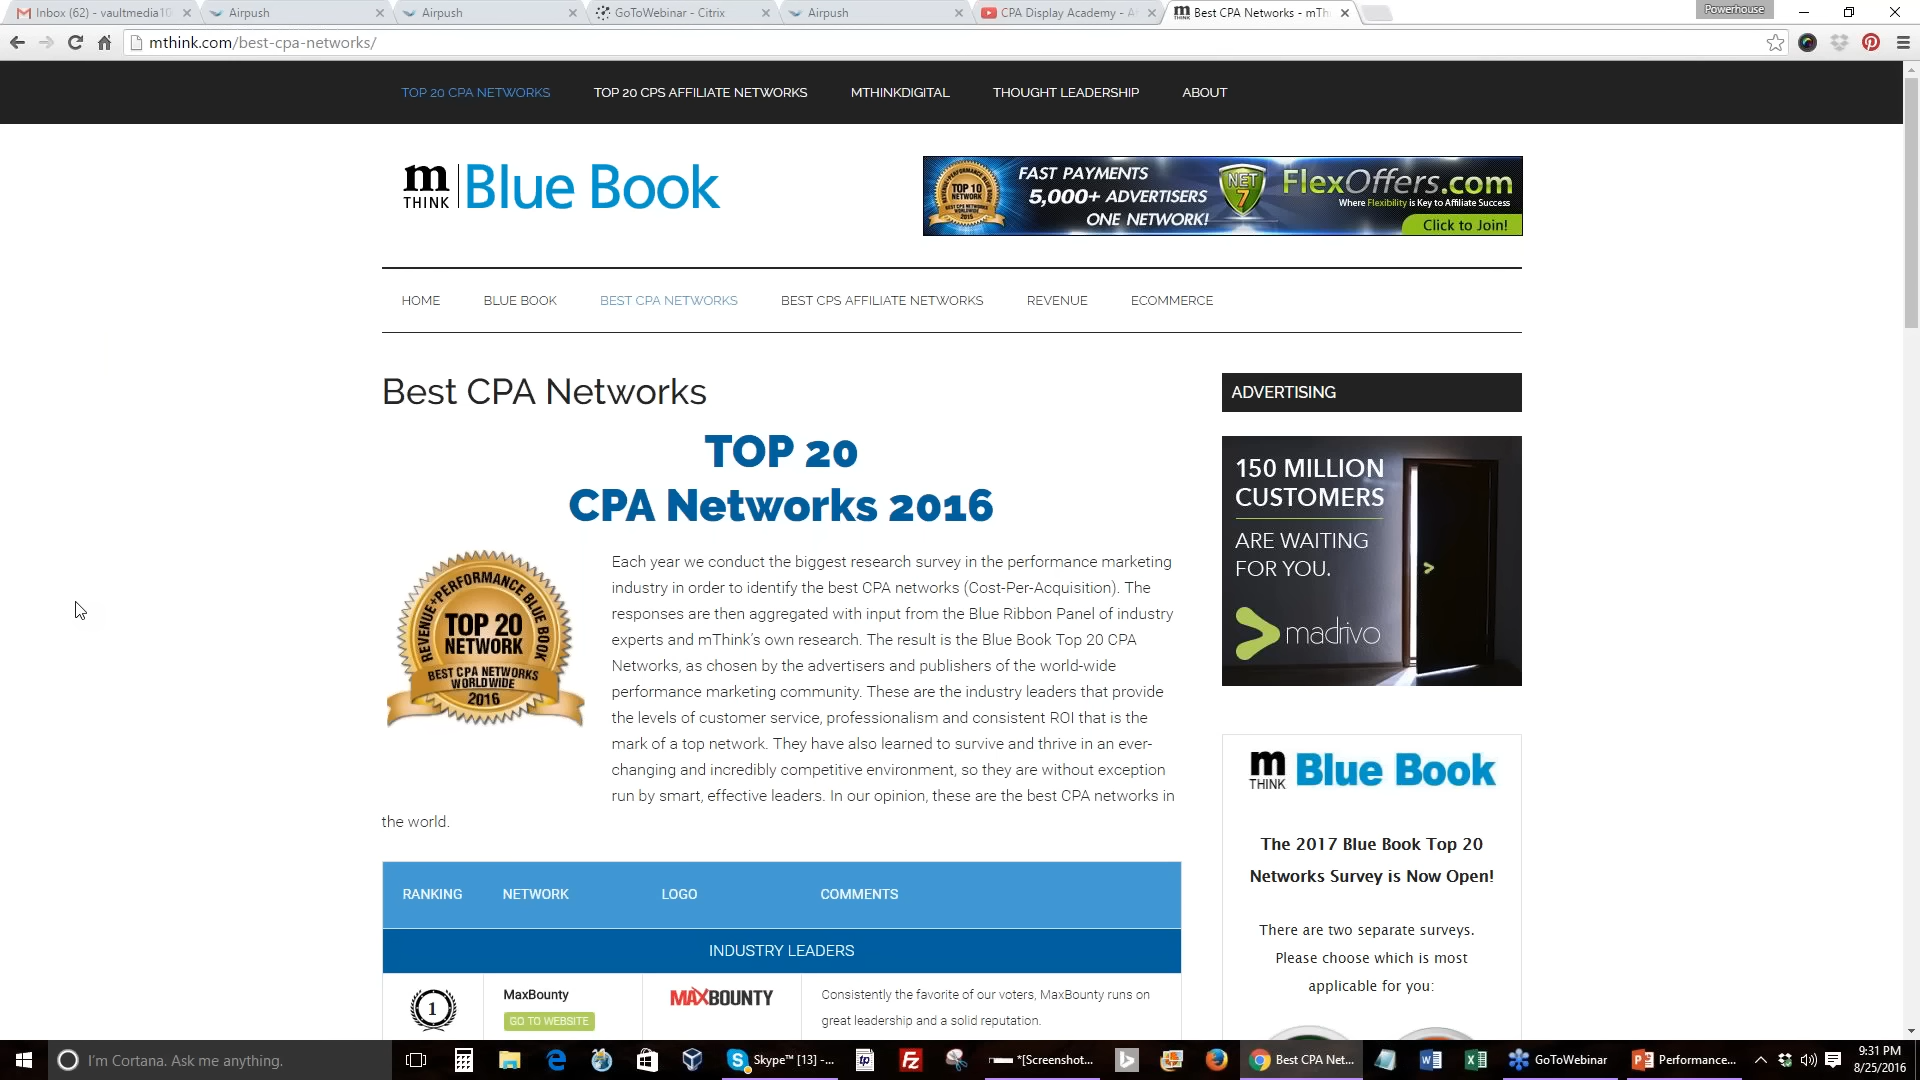 Inbox (62) - vaultmedia10
Airpush
Airpush
GoToWebinar - Citrix
Airpush
CPA Display Academy - A
Best CPA Networks - mTh
Powerhouse
mthink.com/best-cpa-networks/
TOP 20 CPA NETWORKS
TOP 20 CPS AFFILIATE NETWORKS
MTHINKDIGITAL
THOUGHT LEADERSHIP
ABOUT
m THINK Blue Book
TOP 10 NETWORK
FAST PAYMENTS
5,000+ ADVERTISERS
ONE NETWORK!
NET 7
FlexOffers.com
Where Flexibility is Key to Affiliate Success
Click to Join!
HOME
BLUE BOOK
BEST CPA NETWORKS
BEST CPS AFFILIATE NETWORKS
REVENUE
ECOMMERCE
Best CPA Networks
TOP 20
CPA Networks 2016
REVENUE+PERFORMANCE BLUE BOOK
TOP 20
NETWORK
BEST CPA NETWORKS
WORLDWIDE
2016
Each year we conduct the biggest research survey in the performance marketing
industry in order to identify the best CPA networks (Cost-Per-Acquisition). The
responses are then aggregated with input from the Blue Ribbon Panel of industry
experts and mThink's own research. The result is the Blue Book Top 20 CPA
Networks, as chosen by the advertisers and publishers of the world-wide
performance marketing community. These are the industry leaders that provide
the levels of customer service, professionalism and consistent ROI that is the
mark of a top network. They have also learned to survive and thrive in an ever-
changing and incredibly competitive environment, so they are without exception
run by smart, effective leaders. In our opinion, these are the best CPA networks in
the world.
RANKING
NETWORK
LOGO
COMMENTS
INDUSTRY LEADERS
1
MaxBounty
GO TO WEBSITE
MAXBOUNTY
Consistently the favorite of our voters, MaxBounty runs on
great leadership and a solid reputation.
ADVERTISING
150 MILLION
CUSTOMERS
ARE WAITING
FOR YOU.
madrivo
m THINK Blue Book
The 2017 Blue Book Top 20
Networks Survey is Now Open!
There are two separate surveys.
Please choose which is most
applicable for you:
I'm Cortana. Ask me anything.
Skype™ [13] -...
*[Screenshot...
Best CPA Net...
GoToWebinar
Performance...
9:31 PM
8/25/2016